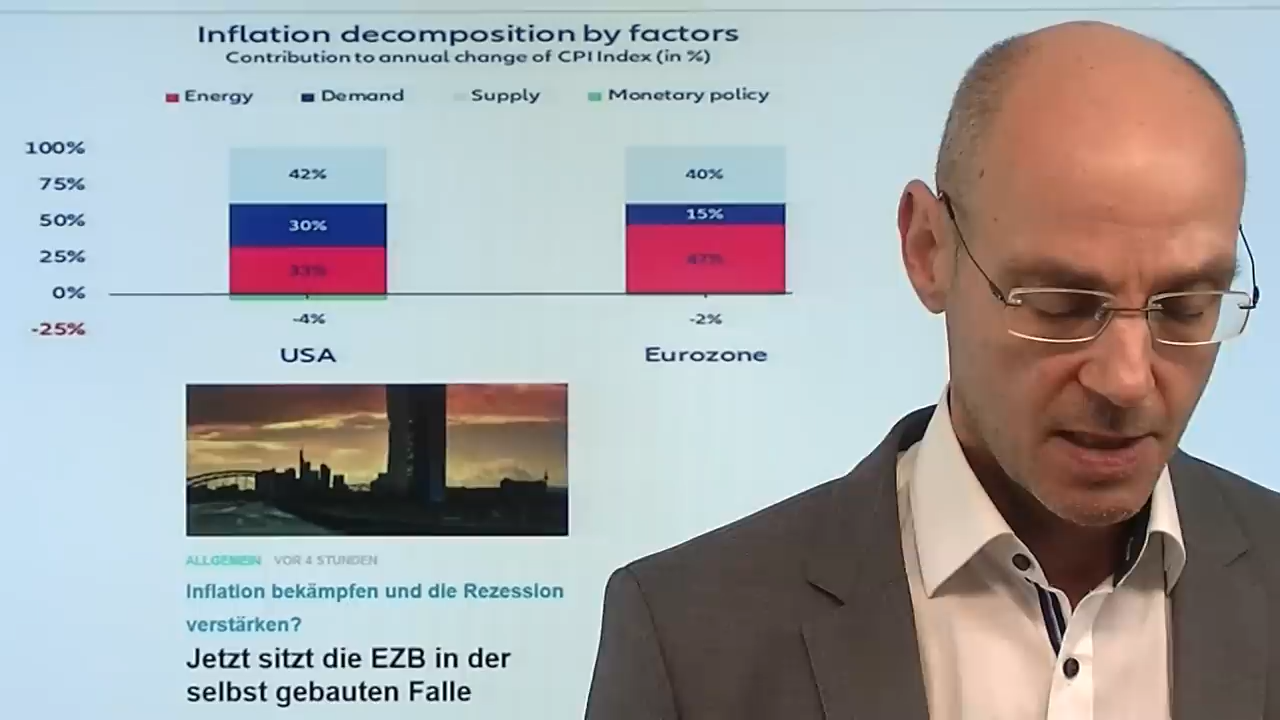 Inflation decomposition by factors
Contribution to annual change of CPI Index (in %)
Energy Demand Supply Monetary policy
100%
75%
50%
25%
0%
-25%
42%
30%
33%
-4%
USA
40%
15%
47%
-2%
Eurozone
ALLGEMEIN VOR 4 STUNDEN
Inflation bekämpfen und die Rezession
verstärken?
Jetzt sitzt die EZB in der
selbst gebauten Falle